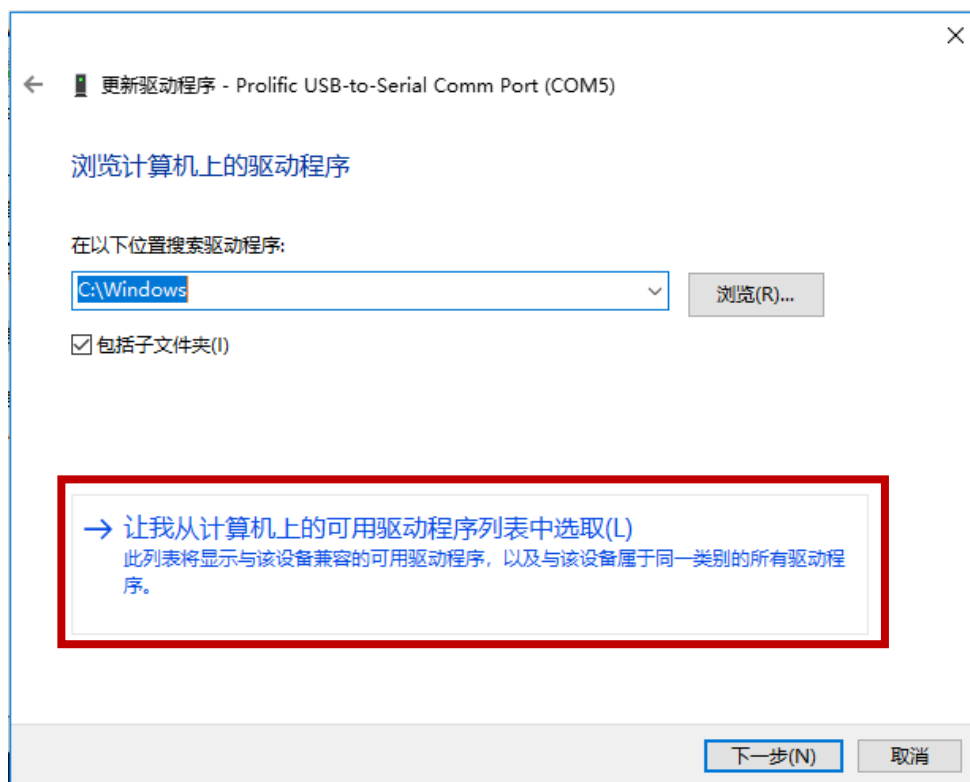 更新驱动程序 - Prolific USB-to-Serial Comm Port (COM5)
浏览计算机上的驱动程序
在以下位置搜索驱动程序:
C:\Windows
浏览(R)...
包括子文件夹(I)
让我从计算机上的可用驱动程序列表中选取(L)
此列表将显示与该设备兼容的可用驱动程序，以及与该设备属于同一类别的所有驱动程
序。
下一步(N)
取消